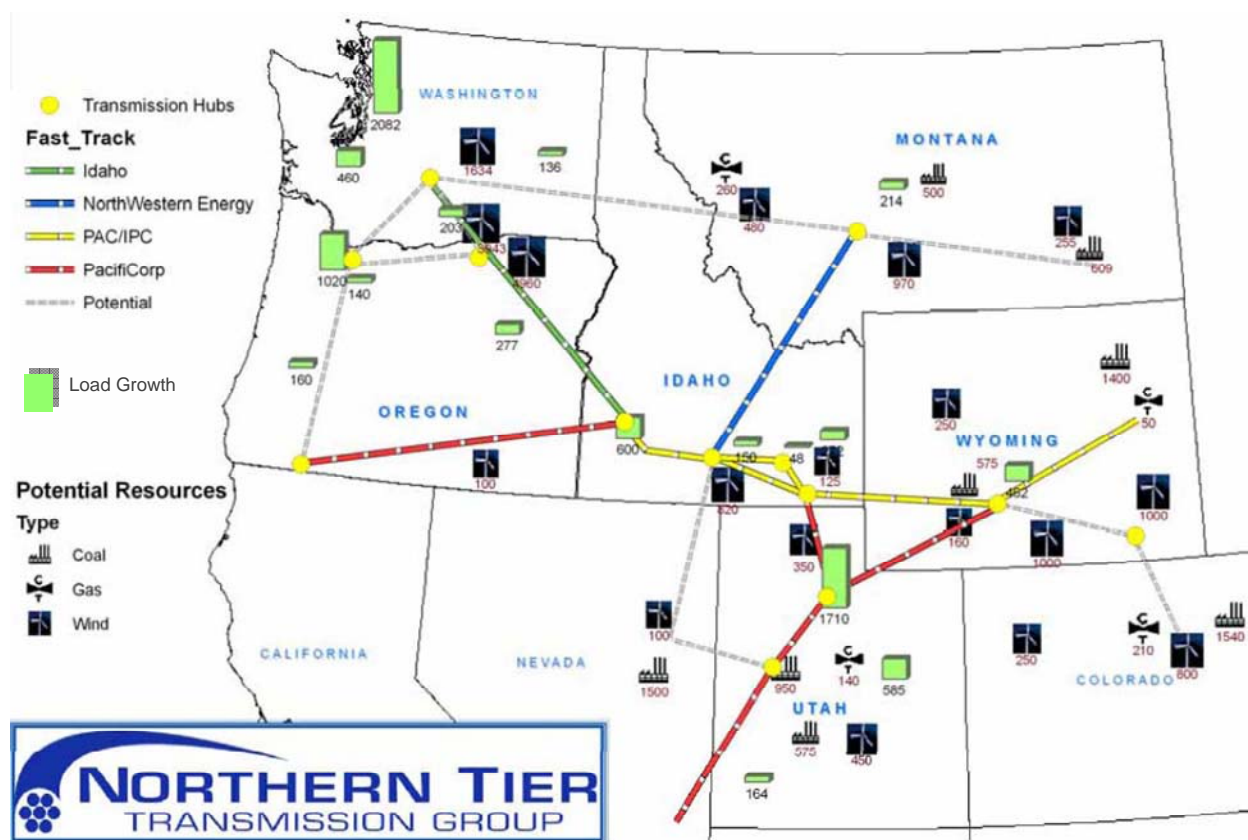 Transmission Hubs
Fast_Track
Idaho
NorthWestern Energy
PAC/IPC
PacifiCorp
Potential
Load Growth
Potential Resources
Type
Coal
Gas
Wind
WASHINGTON
2082
460
1634
136
203
1020
140
4960
277
160
OREGON
600
100
MONTANA
260
480
500
214
255
609
970
IDAHO
150
48
125
820
WYOMING
1400
50
250
575
462
160
1000
1000
350
1710
CALIFORNIA
NEVADA
100
1500
950
140
585
UTAH
575
450
164
250
210
1540
800
COLORADO
C
T
C
T
C
T
C
T
C
T
NORTHERN TIER
TRANSMISSION GROUP